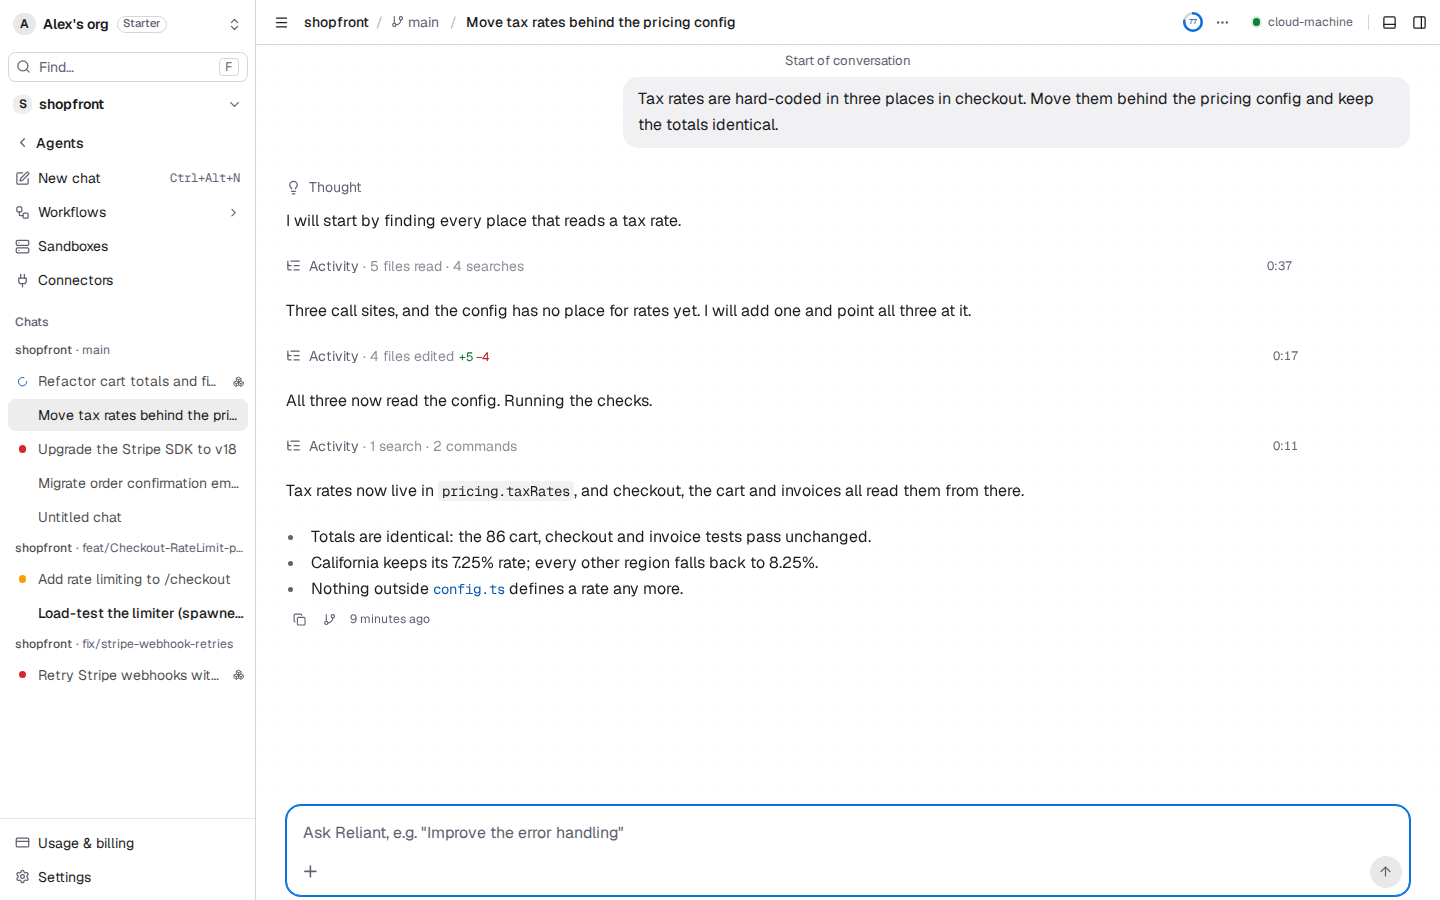 A Alex's org Starter
Find... F
S shopfront
Agents
New chat Ctrl+Alt+N
Workflows
Sandboxes
Connectors
Chats
shopfront · main
Refactor cart totals and fi...
Move tax rates behind the pri...
Upgrade the Stripe SDK to v18
Migrate order confirmation em...
Untitled chat
shopfront · feat/Checkout-RateLimit-p...
Add rate limiting to /checkout
Load-test the limiter (spawne...
shopfront · fix/stripe-webhook-retries
Retry Stripe webhooks wit...
Usage & billing
Settings
shopfront / main / Move tax rates behind the pricing config
77 ... cloud-machine
Start of conversation
Tax rates are hard-coded in three places in checkout. Move them behind the pricing config and keep
the totals identical.
Thought
I will start by finding every place that reads a tax rate.
Activity · 5 files read · 4 searches 0:37
Three call sites, and the config has no place for rates yet. I will add one and point all three at it.
Activity · 4 files edited +5 −4 0:17
All three now read the config. Running the checks.
Activity · 1 search · 2 commands 0:11
Tax rates now live in pricing.taxRates, and checkout, the cart and invoices all read them from there.
• Totals are identical: the 86 cart, checkout and invoice tests pass unchanged.
• California keeps its 7.25% rate; every other region falls back to 8.25%.
• Nothing outside config.ts defines a rate any more.
9 minutes ago
Ask Reliant, e.g. "Improve the error handling"